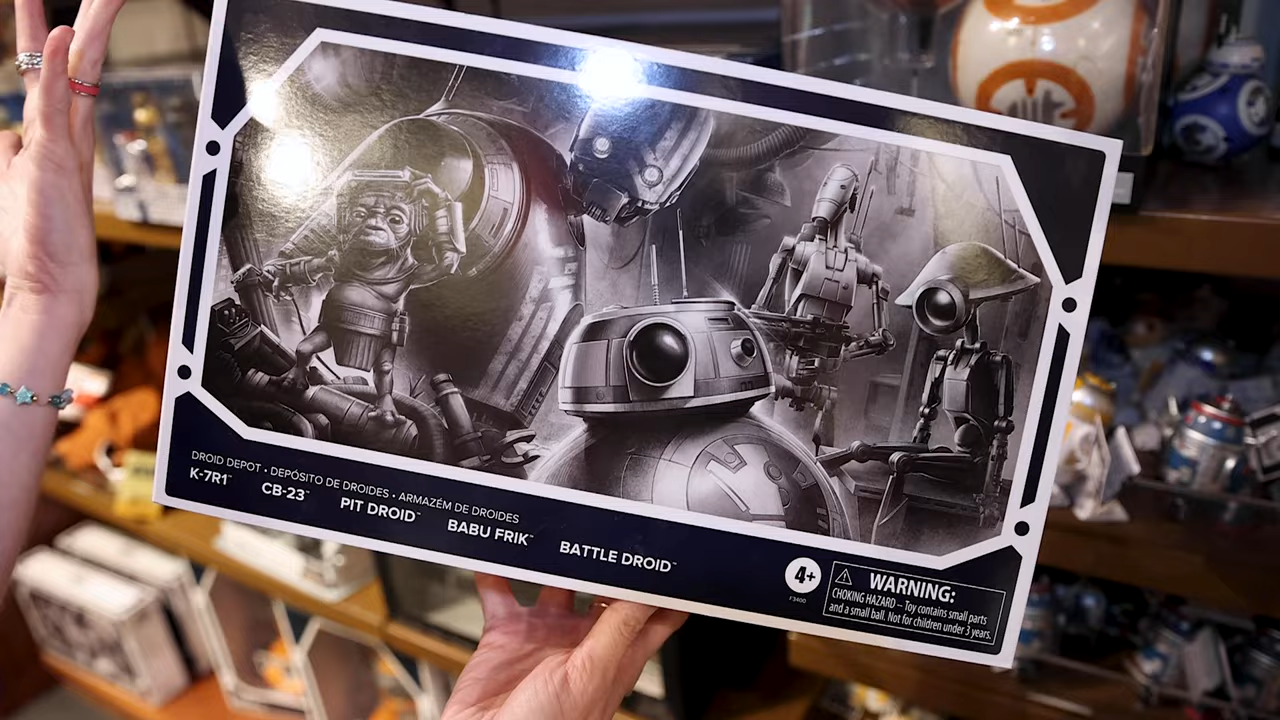 DROID DEPOT • DEPÓSITO DE DROIDES • ARMAZÉM DE DROIDES
K-7R1™ CB-23™ PIT DROID™ BABU FRIK™ BATTLE DROID™
4+
F3400
WARNING:
CHOKING HAZARD – Toy contains small parts
and a small ball. Not for children under 3 years.